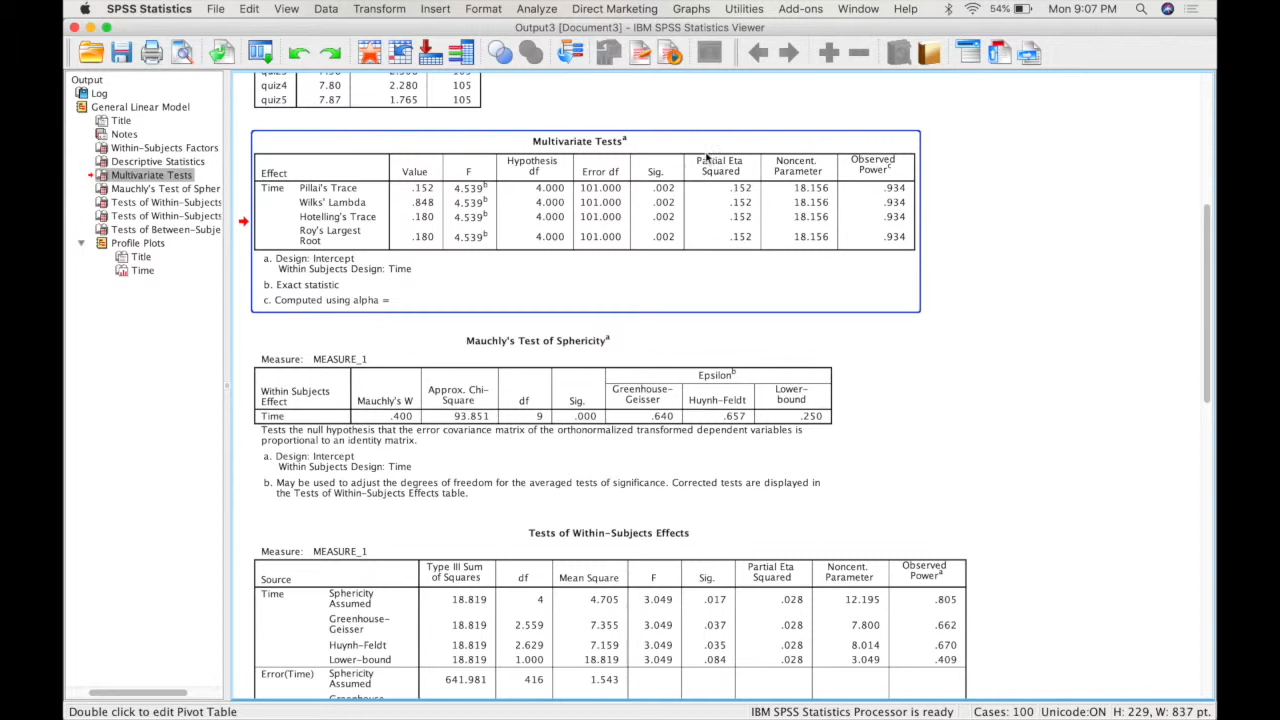 SPSS Statistics File Edit View Data Transform Insert Format Analyze Direct Marketing Graphs Utilities Add-ons Window Help 54% Mon 9:07 PM
Output3 [Document3] - IBM SPSS Statistics Viewer
Output
Log
General Linear Model
Title
Notes
Within-Subjects Factors
Descriptive Statistics
Multivariate Tests
Mauchly's Test of Spher
Tests of Within-Subjects
Tests of Within-Subjects
Tests of Between-Subje
Profile Plots
Title
Time
quiz4 7.80 2.280 105
quiz5 7.87 1.765 105
Multivariate Tests^a
Effect Value F Hypothesis df Error df Sig. Partial Eta Squared Noncent. Parameter Observed Power^c
Time Pillai's Trace .152 4.539^b 4.000 101.000 .002 .152 18.156 .934
Wilks' Lambda .848 4.539^b 4.000 101.000 .002 .152 18.156 .934
Hotelling's Trace .180 4.539^b 4.000 101.000 .002 .152 18.156 .934
Roy's Largest Root .180 4.539^b 4.000 101.000 .002 .152 18.156 .934
a. Design: Intercept
Within Subjects Design: Time
b. Exact statistic
c. Computed using alpha =
Mauchly's Test of Sphericity^a
Measure: MEASURE_1
Epsilon^b
Within Subjects Effect Mauchly's W Approx. Chi-Square df Sig. Greenhouse-Geisser Huynh-Feldt Lower-bound
Time .400 93.851 9 .000 .640 .657 .250
Tests the null hypothesis that the error covariance matrix of the orthonormalized transformed dependent variables is
proportional to an identity matrix.
a. Design: Intercept
Within Subjects Design: Time
b. May be used to adjust the degrees of freedom for the averaged tests of significance. Corrected tests are displayed in
the Tests of Within-Subjects Effects table.
Tests of Within-Subjects Effects
Measure: MEASURE_1
Source Type III Sum of Squares df Mean Square F Sig. Partial Eta Squared Noncent. Parameter Observed Power^a
Time Sphericity Assumed 18.819 4 4.705 3.049 .017 .028 12.195 .805
Greenhouse-Geisser 18.819 2.559 7.355 3.049 .037 .028 7.800 .662
Huynh-Feldt 18.819 2.629 7.159 3.049 .035 .028 8.014 .670
Lower-bound 18.819 1.000 18.819 3.049 .084 .028 3.049 .409
Error(Time) Sphericity Assumed 641.981 416 1.543
Double click to edit Pivot Table IBM SPSS Statistics Processor is ready Cases: 100 Unicode:ON H: 229, W: 837 pt.